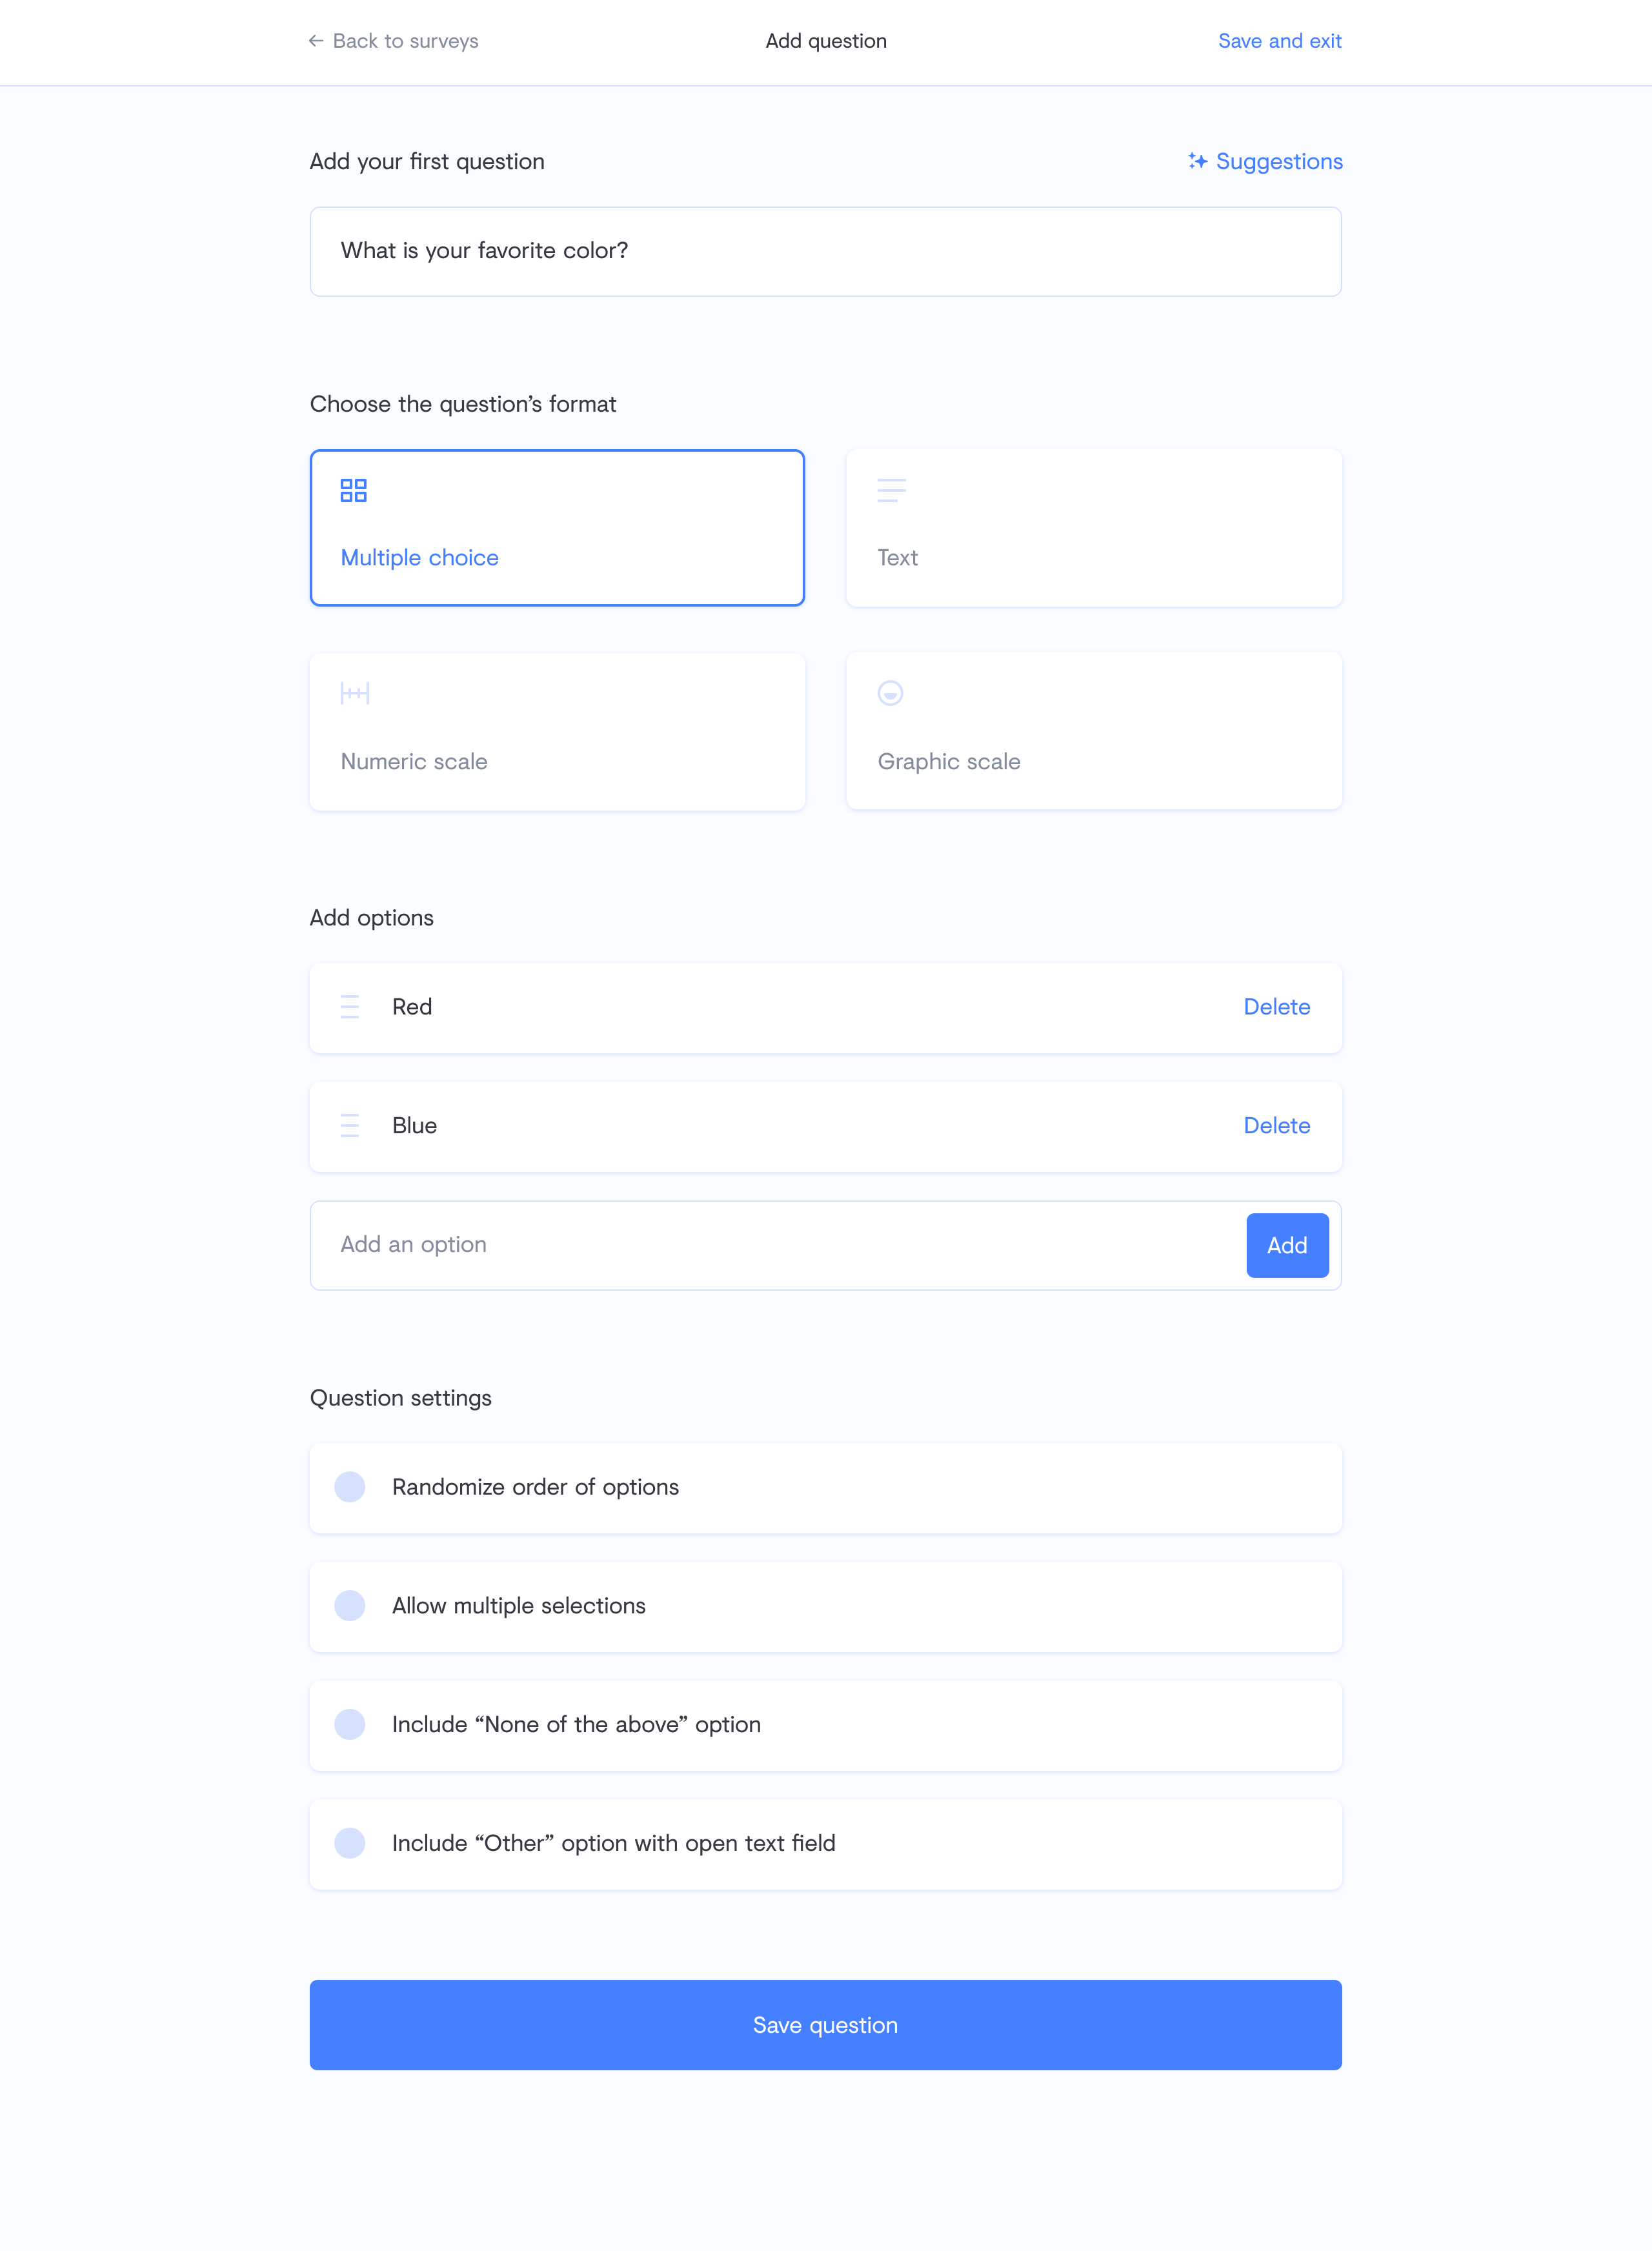 ← Back to surveys
Add question
Save and exit
Add your first question
Suggestions
What is your favorite color?
Choose the question’s format
Multiple choice
Text
Numeric scale
Graphic scale
Add options
Red
Delete
Blue
Delete
Add an option
Add
Question settings
Randomize order of options
Allow multiple selections
Include “None of the above” option
Include “Other” option with open text field
Save question